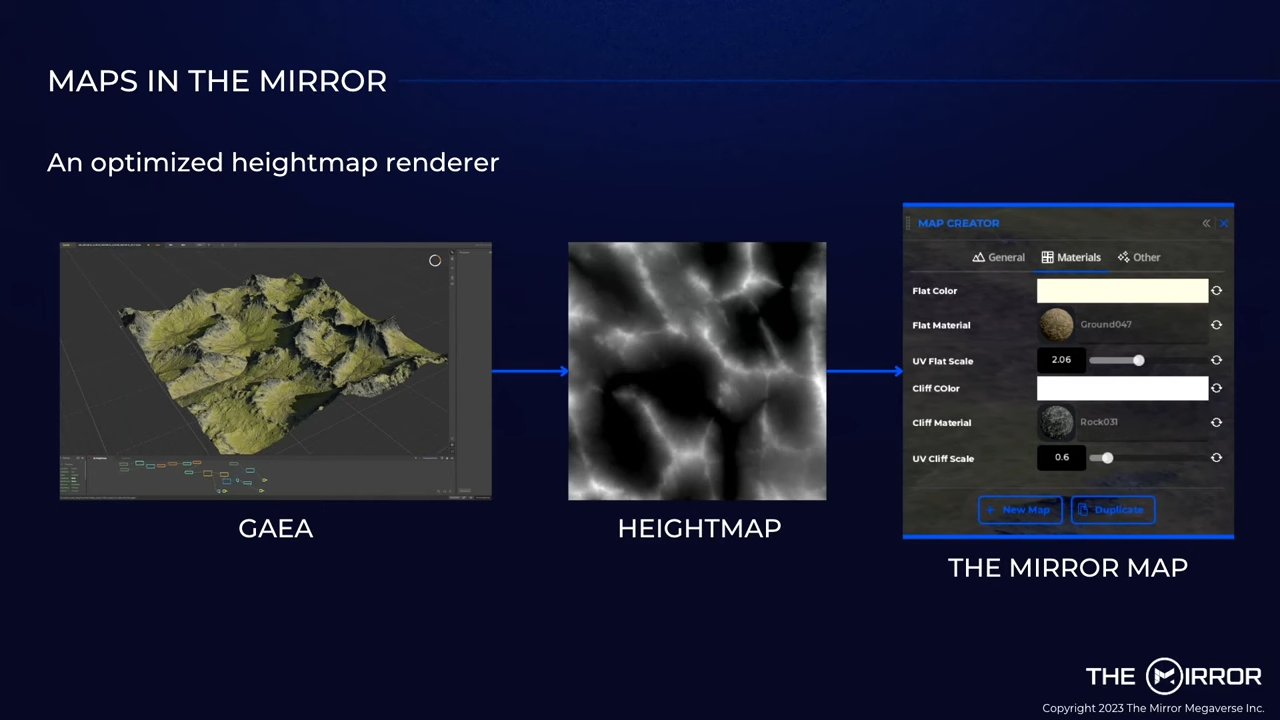 MAPS IN THE MIRROR
An optimized heightmap renderer
MAP CREATOR
General Materials Other
Flat Color
Flat Material Ground047
UV Flat Scale 2.06
Cliff COlor
Cliff Material Rock031
UV Cliff Scale 0.6
New Map Duplicate
GAEA
HEIGHTMAP
THE MIRROR MAP
THE MIRROR
Copyright 2023 The Mirror Megaverse Inc.